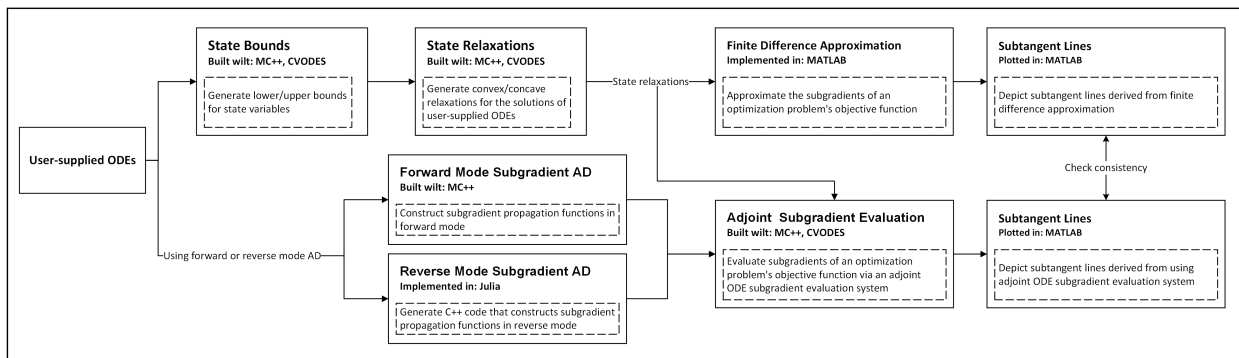 User-supplied ODEs
State Bounds
Built wilt: MC++, CVODES
Generate lower/upper bounds
for state variables
State Relaxations
Built wilt: MC++, CVODES
Generate convex/concave
relaxations for the solutions of
user-supplied ODEs
State relaxations
Finite Difference Approximation
Implemented in: MATLAB
Approximate the subgradients of an
optimization problem's objective function
Subtangent Lines
Plotted in: MATLAB
Depict subtangent lines derived from finite
difference approximation
Using forward or reverse mode AD
Forward Mode Subgradient AD
Built wilt: MC++
Construct subgradient propagation functions in
forward mode
Reverse Mode Subgradient AD
Implemented in: Julia
Generate C++ code that constructs subgradient
propagation functions in reverse mode
Adjoint Subgradient Evaluation
Built wilt: MC++, CVODES
Evaluate subgradients of an optimization
problem's objective function via an adjoint
ODE subgradient evaluation system
Check consistency
Subtangent Lines
Plotted in: MATLAB
Depict subtangent lines derived from using
adjoint ODE subgradient evaluation system